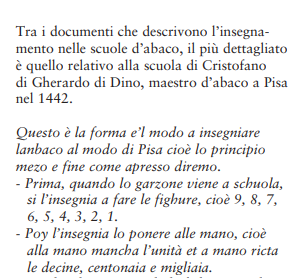 Tra i documenti che descrivono l'insegna-
mento nelle scuole d'abaco, il più dettagliato
è quello relativo alla scuola di Cristofano
di Gherardo di Dino, maestro d'abaco a Pisa
nel 1442.
Questo è la forma e'l modo a insegniare
lanbaco al modo di Pisa cioè lo principio
mezo e fine come apresso diremo.
- Prima, quando lo garzone viene a schuola,
si l'insegnia a fare le fighure, cioè 9, 8, 7,
6, 5, 4, 3, 2, 1.
- Poy l'insegnia lo ponere alle mano, cioè
alla mano mancha l'unità et a mano ricta
le decine, centonaia e migliaia.